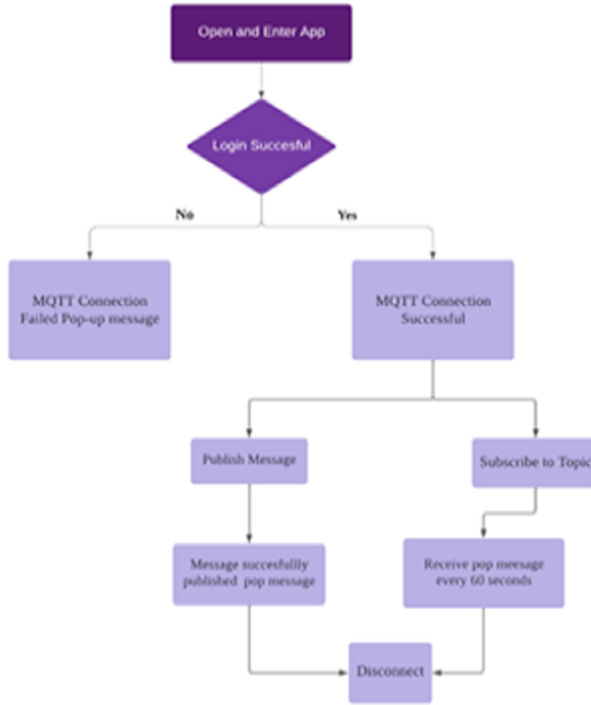 Open and Enter App
Login Succesful
No
Yes
MQTT Connection
Failed Pop-up message
MQTT Connection
Successful
Publish Message
Subscribe to Topic
Message succesfullly
published pop message
Receive pop meesage
every 60 seconds
Disconnect